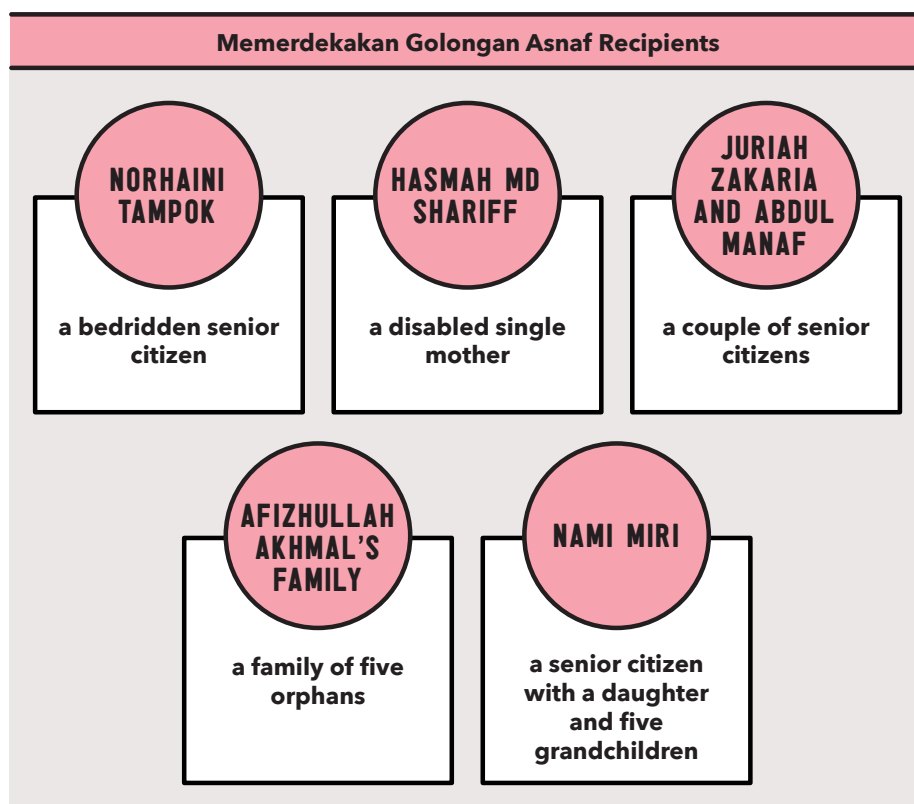 Memerdekakan Golongan Asnaf Recipients
NORHAINI
TAMPOK
a bedridden senior
citizen
HASMAH MD
SHARIFF
a disabled single
mother
JURIAH
ZAKARIA
AND ABDUL
MANAF
a couple of senior
citizens
AFIZHULLAH
AKHMAL'S
FAMILY
a family of five
orphans
NAMI MIRI
a senior citizen
with a daughter
and five
grandchildren